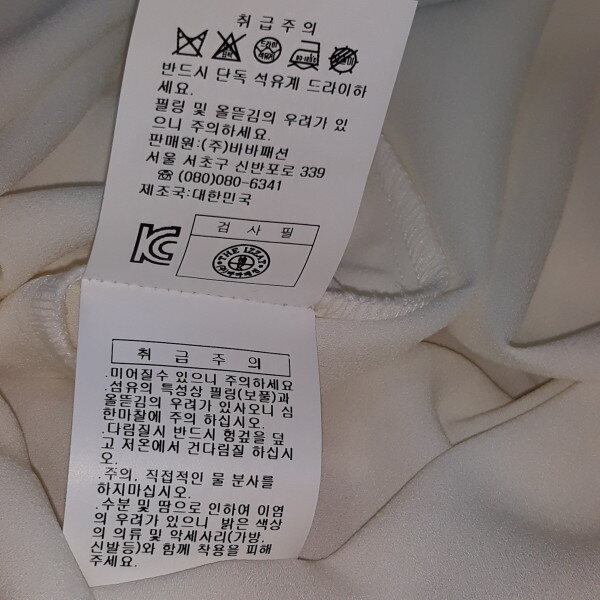 취급주의
드라이
석유계
80~120℃
반드시 단독 석유계 드라이하
세요.
필링 및 올뜯김의 우려가 있
으니 주의하세요.
판매원:(주)바바패션
서울 서초구 신반포로 339
☎ (080)080-6341
제조국:대한민국
검 사 필
THE IZZAT
취 급 주 의
.미어질수 있으니 주의하세요
.섬유의 특성상 필링(보풀)과
올뜯김의 우려가 있사오니 심
한마찰에 주의 하십시오.
.다림질시 반드시 헝겊을 덮
고 저온에서 건다림질 하십시
오.
.주의. 직접적인 물 분사를
하지마십시오.
.수분 및 땀으로 인하여 이염
의 우려가 있으니 밝은 색상
의 의류 및 악세사리(가방,
신발등)와 함께 착용을 피해
주세요.